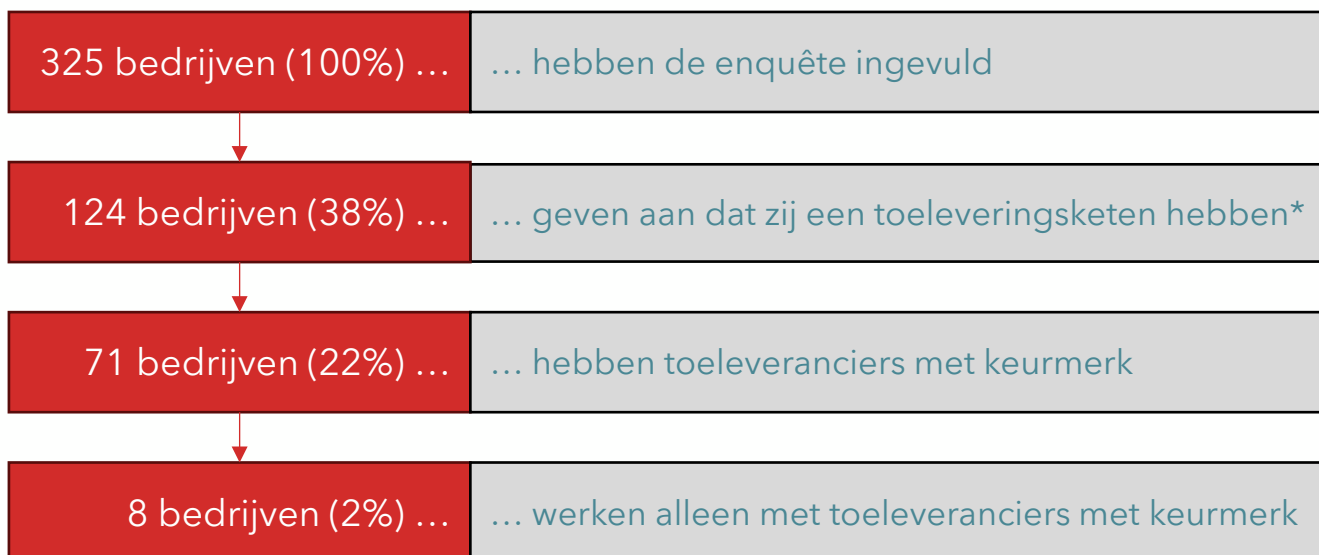 325 bedrijven (100%) … … hebben de enquête ingevuld
124 bedrijven (38%) … … geven aan dat zij een toeleveringsketen hebben*
71 bedrijven (22%) … … hebben toeleveranciers met keurmerk
8 bedrijven (2%) … … werken alleen met toeleveranciers met keurmerk